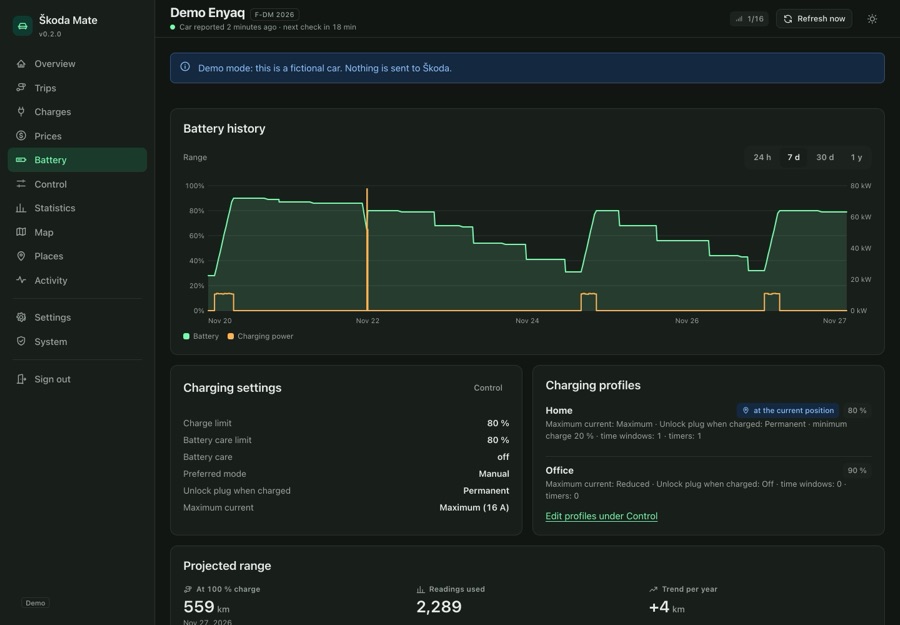 Škoda Mate
v0.2.0
Overview
Trips
Charges
Prices
Battery
Control
Statistics
Map
Places
Activity
Settings
System
Sign out
Demo
Demo Enyaq
F-DM 2026
Car reported 2 minutes ago · next check in 18 min
1/16
Refresh now
Demo mode: this is a fictional car. Nothing is sent to Škoda.
Battery history
Range
24 h
7 d
30 d
1 y
100%
80%
60%
40%
20%
0%
80 kW
60 kW
40 kW
20 kW
0 kW
Nov 20
Nov 22
Nov 24
Nov 26
Nov 27
Battery
Charging power
Charging settings
Control
Charge limit 80 %
Battery care limit 80 %
Battery care off
Preferred mode Manual
Unlock plug when charged Permanent
Maximum current Maximum (16 A)
Charging profiles
Home
at the current position
80 %
Maximum current: Maximum · Unlock plug when charged: Permanent · minimum
charge 20 % · time windows: 1 · timers: 1
Office
90 %
Maximum current: Reduced · Unlock plug when charged: Off · time windows: 0 ·
timers: 0
Edit profiles under Control
Projected range
At 100 % charge
559 km
Nov 27, 2026
Readings used
2,289
Trend per year
+4 km